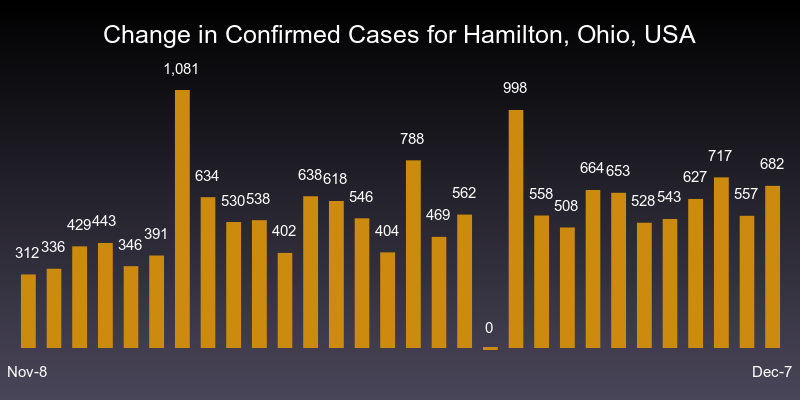 Change in Confirmed Cases for Hamilton, Ohio, USA
312 336 429 443 346 391 1,081 634 530 538 402 638 618 546 404 788 469 562 0 998 558 508 664 653 528 543 627 717 557 682
Nov-8 Dec-7